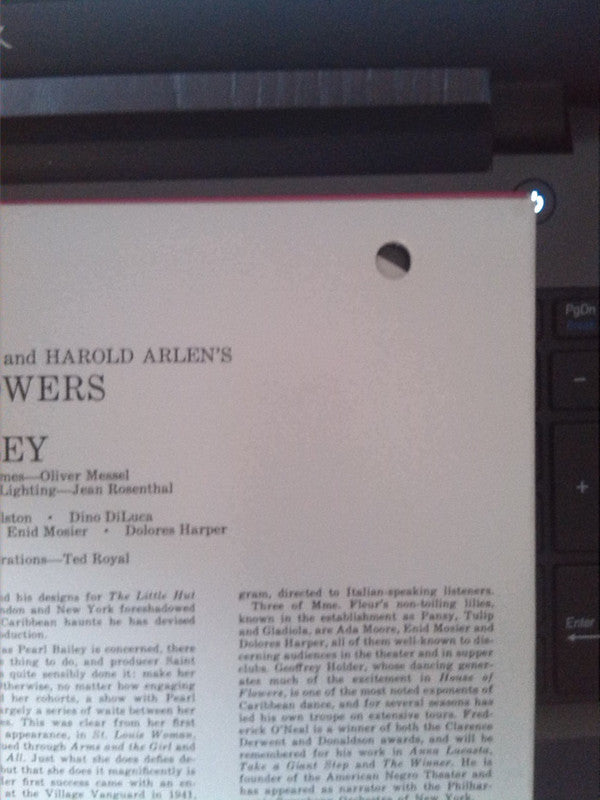 and HAROLD ARLEN'S
OWERS
EY
mes—Oliver Messel
Lighting—Jean Rosenthal
lston • Dino DiLuca
Enid Mosier • Dolores Harper
rations—Ted Royal
nd his designs for The Little Hut
ndon and New York foreshadowed
Caribbean haunts he has devised
duction.
as Pearl Bailey is concerned, there
thing to do, and producer Saint
quite sensibly done it: make her
therwise, no matter how engaging
her cohorts, a show with Pearl
argely a series of waits between her
es. This was clear from her first
appearance, in St. Louis Woman,
ued through Arms and the Girl and
All. Just what she does defies de-
but that she does it magnificently is
er first success came with an en-
at the Village Vanguard in 1941,
gram, directed to Italian-speaking listeners.
Three of Mme. Fleur's non-toiling lilies,
known in the establishment as Pansy, Tulip
and Gladiola, are Ada Moore, Enid Mosier and
Dolores Harper, all of them well-known to dis-
cerning audiences in the theater and in supper
clubs. Geoffrey Holder, whose dancing gener-
ates much of the excitement in House of
Flowers, is one of the most noted exponents of
Caribbean dance, and for several seasons has
led his own troupe on extensive tours. Fred-
erick O'Neal is a winner of both the Clarence
Derwent and Donaldson awards, and will be
remembered for his work in Anna Lucasta,
Take a Giant Step and The Winner. He is
founder of the American Negro Theater and
has appeared as narrator with the Philhar-
Orchestra of New York.
PgDn
-
+
Enter